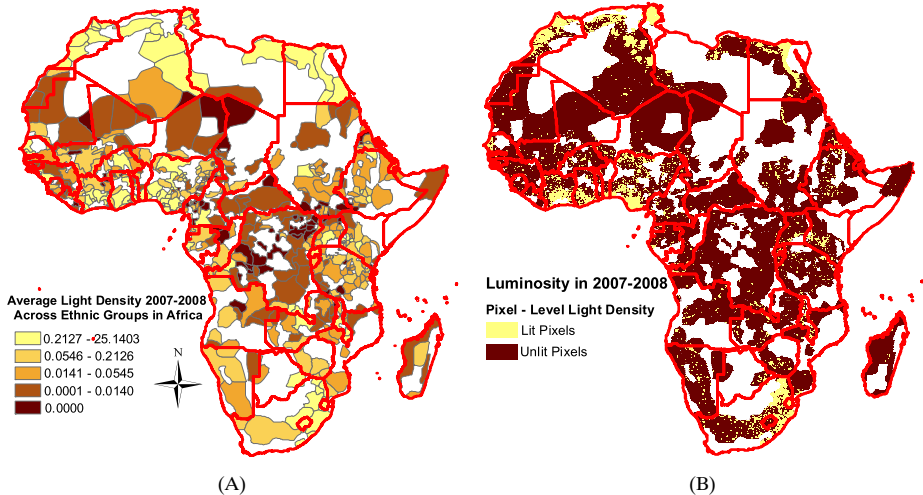 Average Light Density 2007-2008
Across Ethnic Groups in Africa
0.2127 - 25.1403
0.0546 - 0.2126
0.0141 - 0.0545
0.0001 - 0.0140
0.0000
N
(A)
Luminosity in 2007-2008
Pixel - Level Light Density
Lit Pixels
Unlit Pixels
(B)